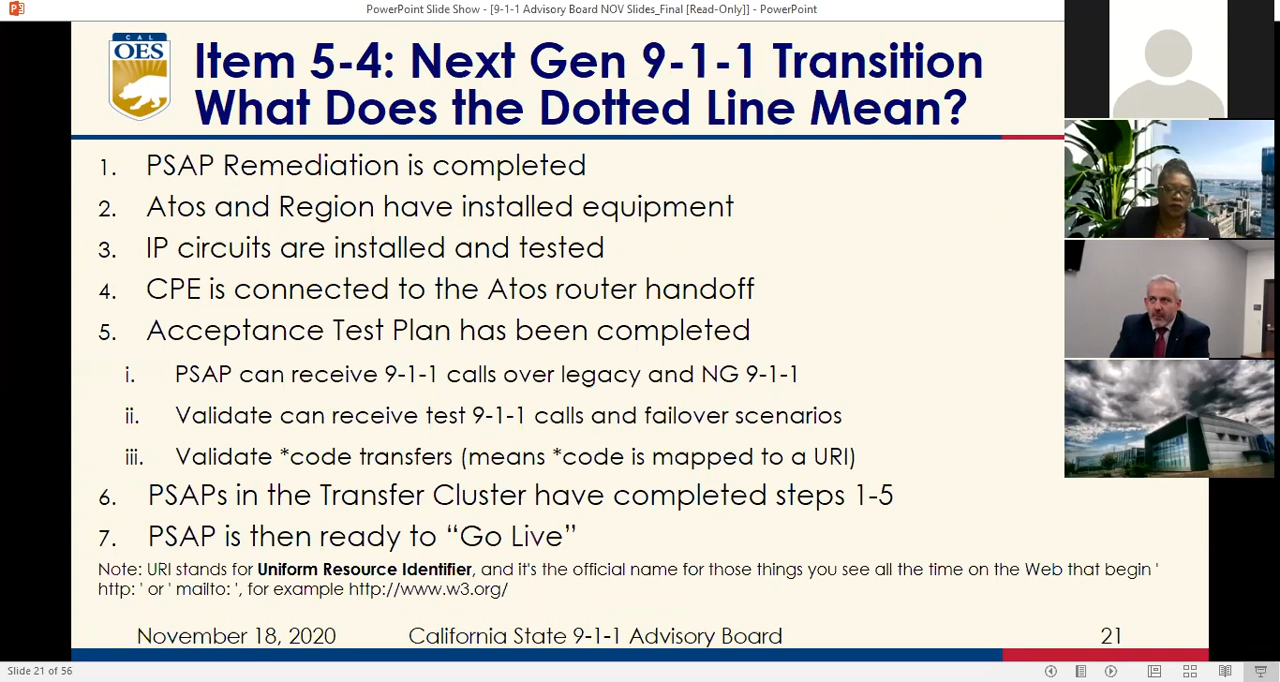 PowerPoint Slide Show - [9-1-1 Advisory Board NOV Slides_Final [Read-Only]] - PowerPoint
CAL
OES
Item 5-4: Next Gen 9-1-1 Transition
What Does the Dotted Line Mean?
1. PSAP Remediation is completed
2. Atos and Region have installed equipment
3. IP circuits are installed and tested
4. CPE is connected to the Atos router handoff
5. Acceptance Test Plan has been completed
i. PSAP can receive 9-1-1 calls over legacy and NG 9-1-1
ii. Validate can receive test 9-1-1 calls and failover scenarios
iii. Validate *code transfers (means *code is mapped to a URI)
6. PSAPs in the Transfer Cluster have completed steps 1-5
7. PSAP is then ready to “Go Live”
Note: URI stands for Uniform Resource Identifier, and it's the official name for those things you see all the time on the Web that begin '
http: ' or ' mailto: ', for example http://www.w3.org/
November 18, 2020 California State 9-1-1 Advisory Board 21
Slide 21 of 56